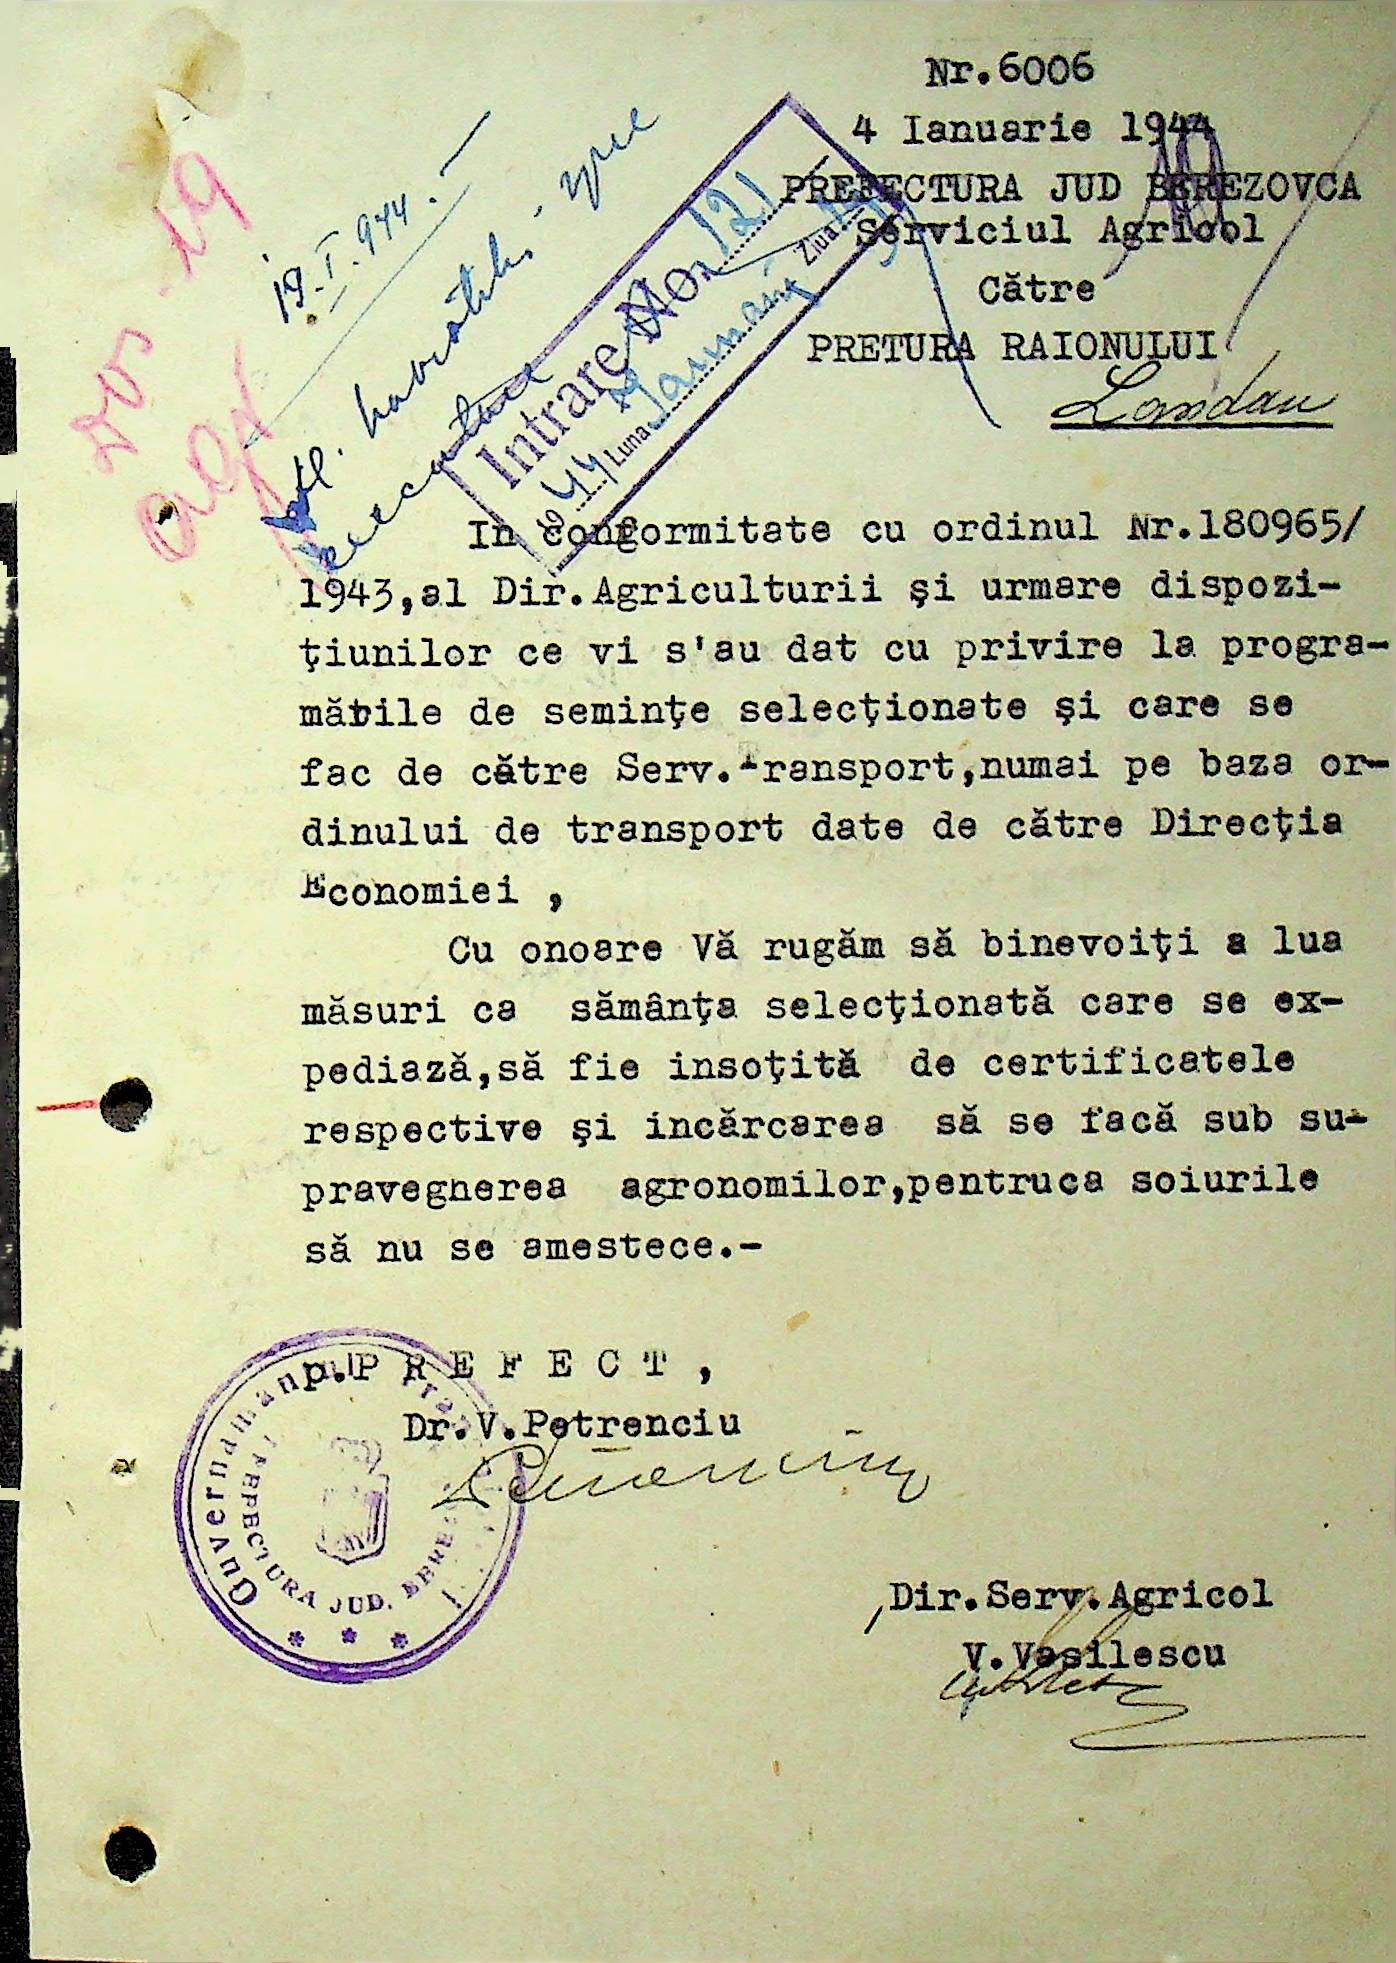 Nr.6006
4 Ianuarie 1944
PREFECTURA JUD BEREZOVCA
Serviciul Agricol
Către
PRETURA RAIONULUI
Landau
19
19.I.944.-
Intrare No. 121
1944 Luna Ianuarie Ziua
In conformitate cu ordinul Nr.180965/
1943,al Dir.Agriculturii şi urmare dispozi-
ţiunilor ce vi s'au dat cu privire la progra-
mările de seminţe selecţionate şi care se
fac de către Serv.Transport,numai pe baza or-
dinului de transport date de către Direcţia
Economiei ,
Cu onoare Vă rugăm să binevoiţi a lua
măsuri ca sămânţa selecţionată care se ex-
pediază,să fie insoţită de certificatele
respective şi incărcarea să se facă sub su-
pravegherea agronomilor,pentruca soiurile
să nu se amestece.-
p.P R E F E C T ,
Dr.V.Petrenciu
Guvernământul
PREFECTURA JUD.
Dir.Serv.Agricol
V.Vasilescu